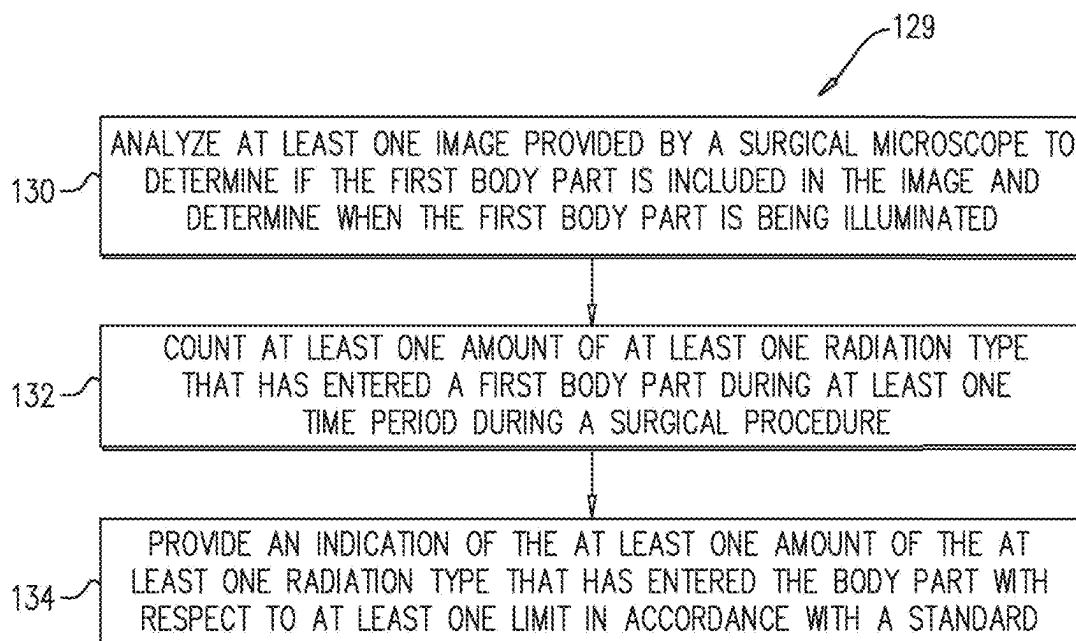 129
ANALYZE AT LEAST ONE IMAGE PROVIDED BY A SURGICAL MICROSCOPE TO
DETERMINE IF THE FIRST BODY PART IS INCLUDED IN THE IMAGE AND
DETERMINE WHEN THE FIRST BODY PART IS BEING ILLUMINATED
130
COUNT AT LEAST ONE AMOUNT OF AT LEAST ONE RADIATION TYPE
THAT HAS ENTERED A FIRST BODY PART DURING AT LEAST ONE
TIME PERIOD DURING A SURGICAL PROCEDURE
132
PROVIDE AN INDICATION OF THE AT LEAST ONE AMOUNT OF THE AT
LEAST ONE RADIATION TYPE THAT HAS ENTERED THE BODY PART WITH
RESPECT TO AT LEAST ONE LIMIT IN ACCORDANCE WITH A STANDARD
134